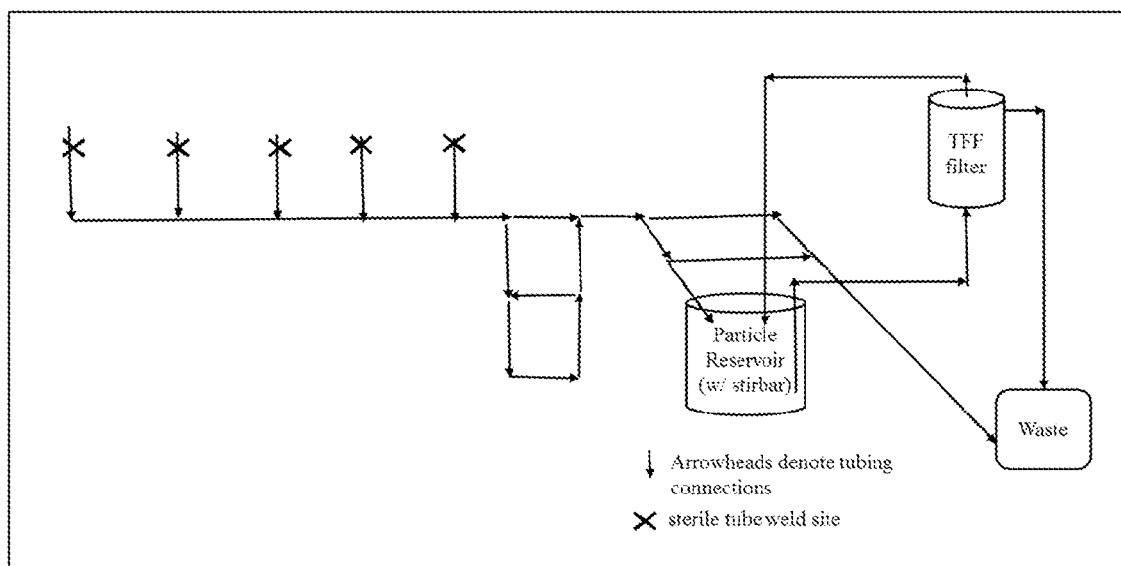 TFF
filter
Particle
Reservoir
(w/ stirbar)
Waste
Arrowheads denote tubing
connections
sterile tube weld site